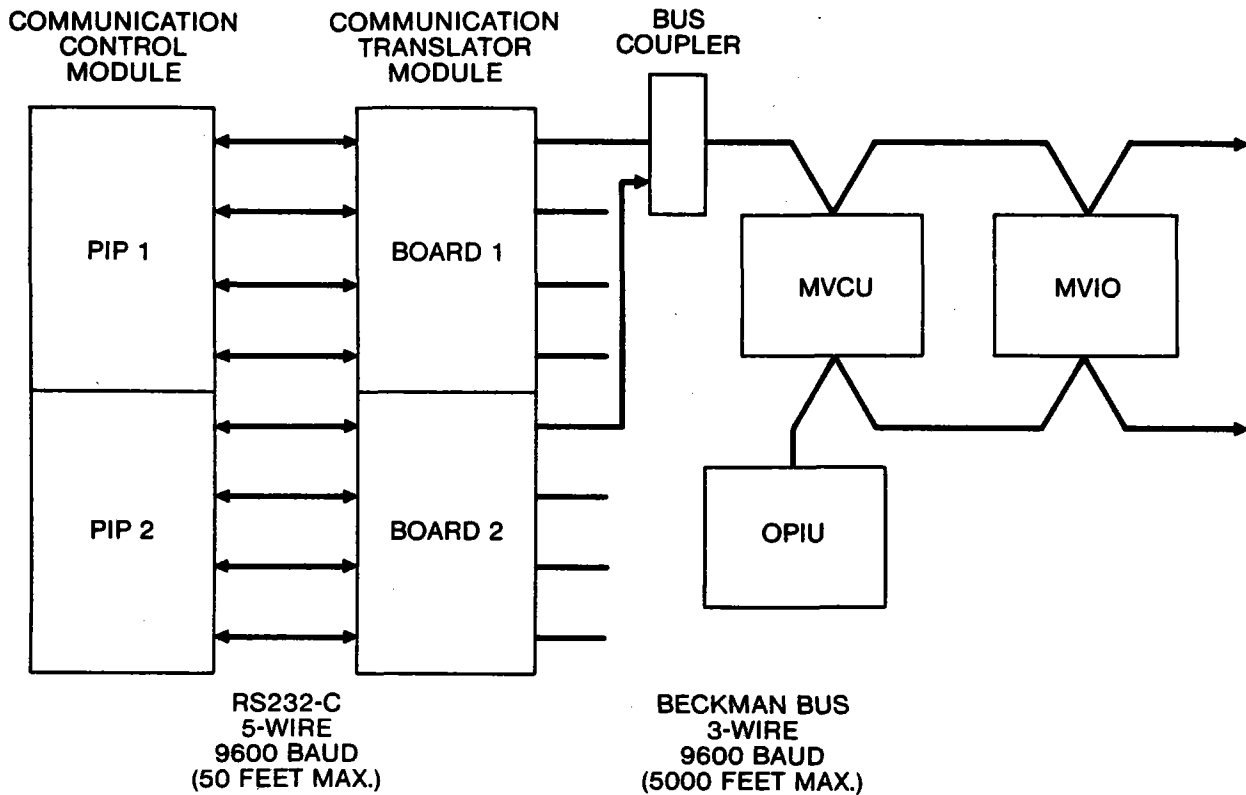 COMMUNICATION
CONTROL
MODULE
COMMUNICATION
TRANSLATOR
MODULE
BUS
COUPLER
PIP 1
BOARD 1
MVCU
MVIO
PIP 2
BOARD 2
OPIU
RS232-C
5-WIRE
9600 BAUD
(50 FEET MAX.)
BECKMAN BUS
3-WIRE
9600 BAUD
(5000 FEET MAX.)